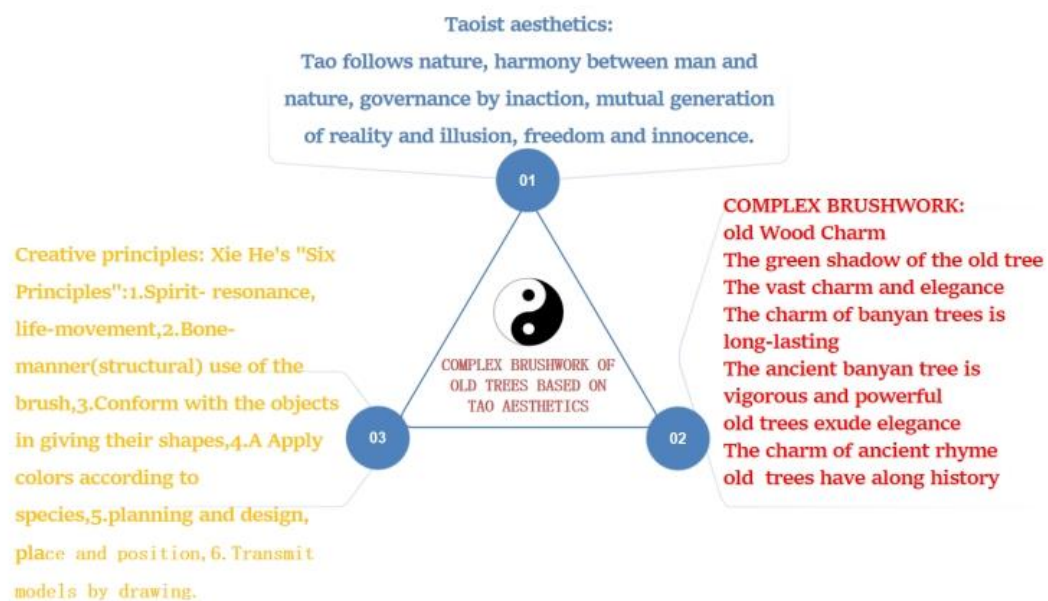 Taoist aesthetics:
Tao follows nature, harmony between man and
nature, governance by inaction, mutual generation
of reality and illusion, freedom and innocence.
01
COMPLEX BRUSHWORK:
old Wood Charm
The green shadow of the old tree
The vast charm and elegance
The charm of banyan trees is
long-lasting
The ancient banyan tree is
vigorous and powerful
old trees exude elegance
The charm of ancient rhyme
old trees have along history
02
Creative principles: Xie He's "Six
Principles":1.Spirit- resonance,
life-movement,2.Bone-
manner(structural) use of the
brush,3.Conform with the objects
in giving their shapes,4.A Apply
colors according to
species,5.planning and design,
place and position,6.Transmit
models by drawing.
03
COMPLEX BRUSHWORK OF
OLD TREES BASED ON
TAO AESTHETICS